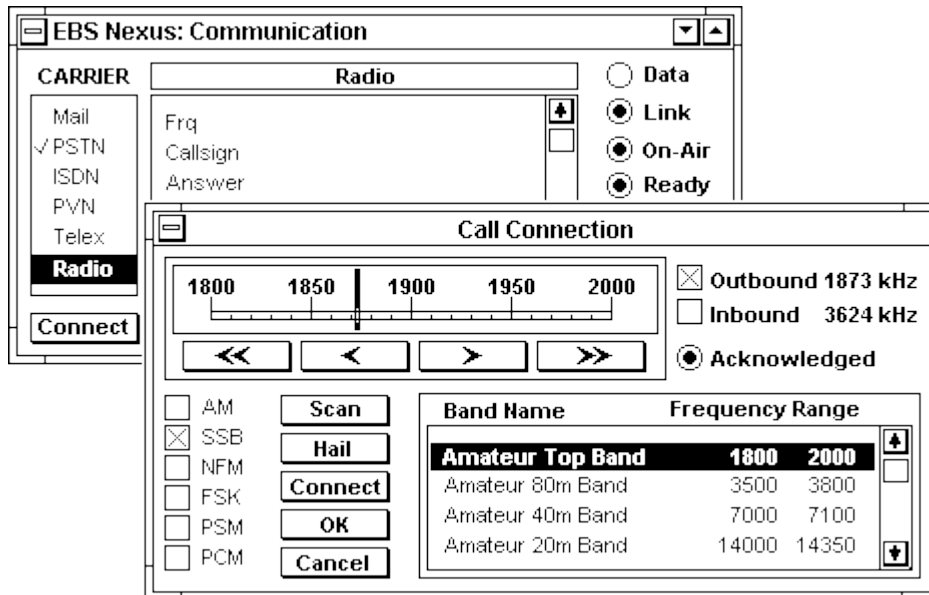 EBS Nexus: Communication
CARRIER
Radio
Mail
PSTN
ISDN
PVN
Telex
Radio
Connect
Frq
Callsign
Answer
Data
Link
On-Air
Ready
Call Connection
1800 1850 1900 1950 2000
<< < > >>
Outbound 1873 kHz
Inbound 3624 kHz
Acknowledged
AM
SSB
NFM
FSK
PSM
PCM
Scan
Hail
Connect
OK
Cancel
Band Name Frequency Range
Amateur Top Band 1800 2000
Amateur 80m Band 3500 3800
Amateur 40m Band 7000 7100
Amateur 20m Band 14000 14350